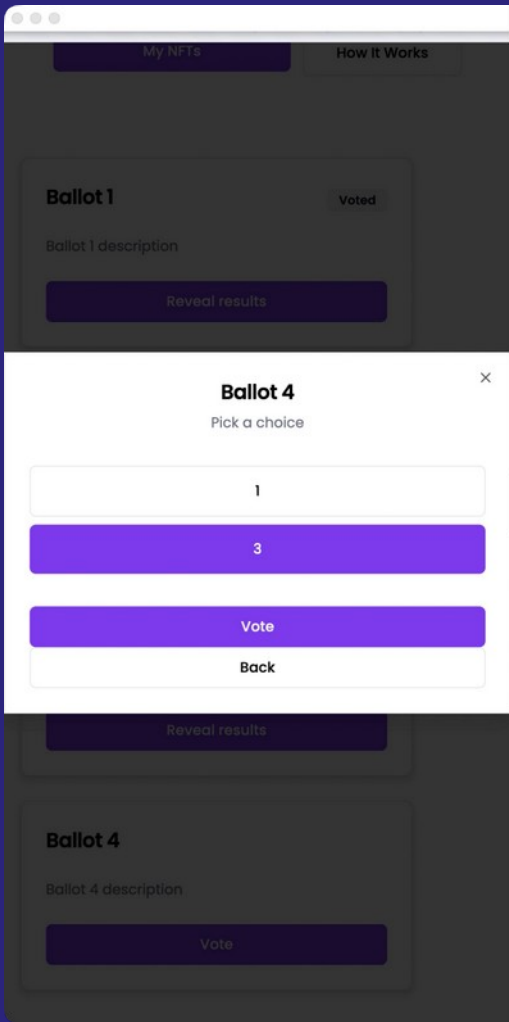 My NFTs
How It Works
Ballot 1
Voted
Ballot 1 description
Reveal results
Ballot 4
Pick a choice
1
3
Vote
Back
Reveal results
Ballot 4
Ballot 4 description
Vote